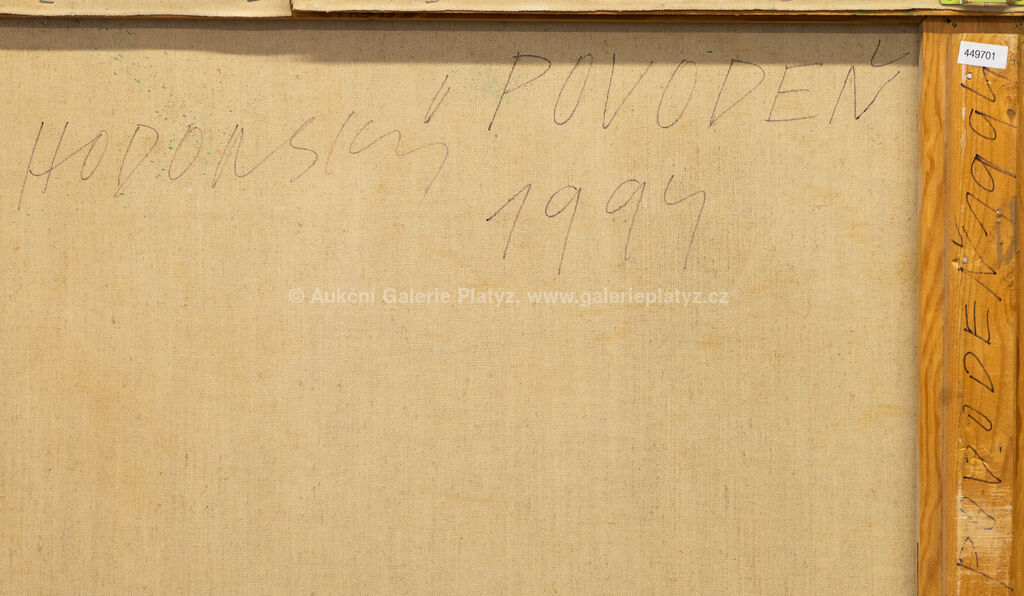 HODONSKÝ POVODEŇ
1994
© Aukční Galerie Platýz, www.galerieplatyz.cz
449701
POVODEŇ 1994